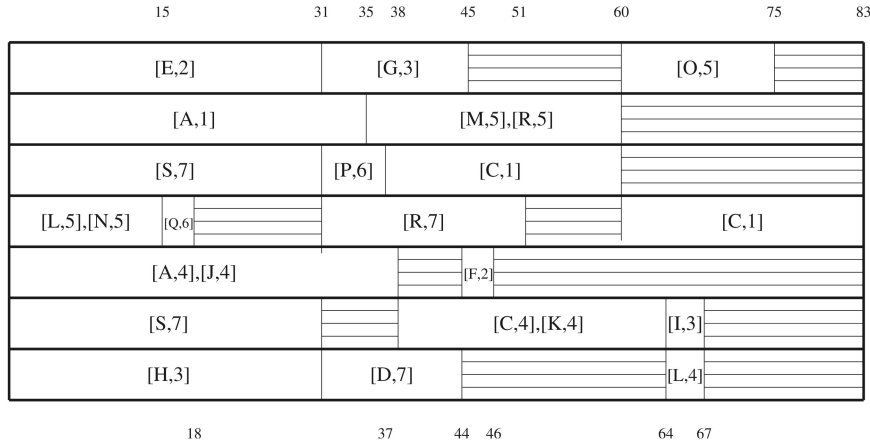 15 31 35 38 45 51 60 75 83
[E,2] [G,3] [O,5]
[A,1] [M,5],[R,5]
[S,7] [P,6] [C,1]
[L,5],[N,5] [Q,6] [R,7] [C,1]
[A,4],[J,4] [F,2]
[S,7] [C,4],[K,4] [I,3]
[H,3] [D,7] [L,4]
18 37 44 46 64 67